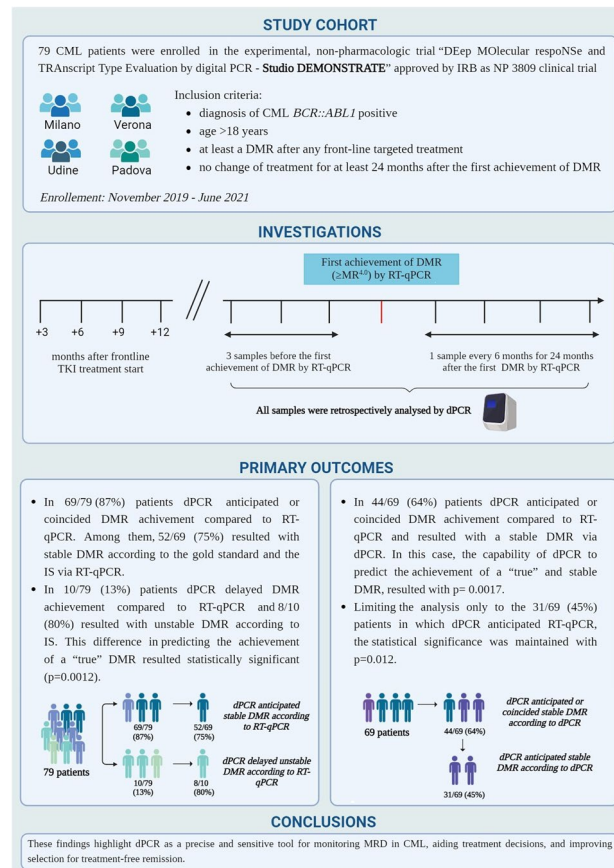 STUDY COHORT
79 CML patients were enrolled in the experimental, non-pharmacologic trial “DEep MOlecular respoNSe and
TRAnscript Type Evaluation by digital PCR - Studio DEMONSTRATE” approved by IRB as NP 3809 clinical trial
Milano
Verona
Udine
Padova
Inclusion criteria:
• diagnosis of CML BCR::ABL1 positive
• age >18 years
• at least a DMR after any front-line targeted treatment
• no change of treatment for at least 24 months after the first achievement of DMR
Enrollement: November 2019 - June 2021
INVESTIGATIONS
First achievement of DMR
(≥MR4.0) by RT-qPCR
+3 +6 +9 +12
months after frontline
TKI treatment start
3 samples before the first
achievement of DMR by RT-qPCR
1 sample every 6 months for 24 months
after the first DMR by RT-qPCR
All samples were retrospectively analysed by dPCR
PRIMARY OUTCOMES
• In 69/79 (87%) patients dPCR anticipated or
coincided DMR achivement compared to RT-
qPCR. Among them, 52/69 (75%) resulted with
stable DMR according to the gold standard and the
IS via RT-qPCR.
• In 10/79 (13%) patients dPCR delayed DMR
achievement compared to RT-qPCR and 8/10
(80%) resulted with unstable DMR according to
IS. This difference in predicting the achievement
of a “true” DMR resulted statistically significant
(p=0.0012).
79 patients
69/79
(87%)
52/69
(75%)
dPCR anticipated
stable DMR according
to RT-qPCR
10/79
(13%)
8/10
(80%)
dPCR delayed unstable
DMR according to RT-
qPCR
• In 44/69 (64%) patients dPCR anticipated or
coincided DMR achievement compared to RT-
qPCR and resulted with a stable DMR via
dPCR. In this case, the capability of dPCR to
predict the achievement of a “true” and stable
DMR, resulted with p= 0.0017.
• Limiting the analysis only to the 31/69 (45%)
patients in which dPCR anticipated RT-qPCR,
the statistical significance was maintained with
p=0.012.
69 patients
44/69 (64%)
dPCR anticipated or
coincided stable DMR
according to dPCR
31/69 (45%)
dPCR anticipated stable
DMR according to dPCR
CONCLUSIONS
These findings highlight dPCR as a precise and sensitive tool for monitoring MRD in CML, aiding treatment decisions, and improving
selection for treatment-free remission.